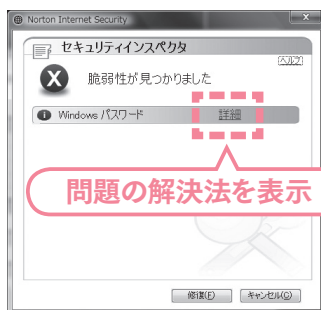 Norton Internet Security
セキュリティインスペクタ
[ヘルプ]
脆弱性が見つかりました
Windows パスワード 詳細
問題の解決法を表示
修復(F) キャンセル(C)